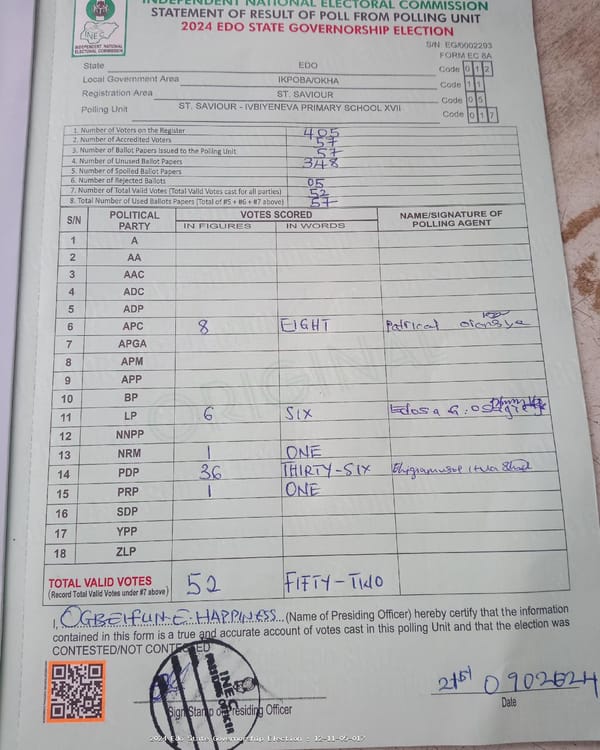 INDEPENDENT NATIONAL ELECTORAL COMMISSION
STATEMENT OF RESULT OF POLL FROM POLLING UNIT
2024 EDO STATE GOVERNORSHIP ELECTION
INEC
INDEPENDENT NATIONAL ELECTORAL COMMISSION
S/N EG/0002293
FORM EC 8A
State EDO Code 0 1 2
Local Government Area IKPOBA/OKHA Code 1 1
Registration Area ST. SAVIOUR Code 0 5
Polling Unit ST. SAVIOUR - IVBIYENEVA PRIMARY SCHOOL XVII Code 0 1 7
1. Number of Voters on the Register 405
2. Number of Accredited Voters 57
3. Number of Ballot Papers Issued to the Polling Unit 57
4. Number of Unused Ballot Papers 348
5. Number of Spoiled Ballot Papers
6. Number of Rejected Ballots 05
7. Number of Total Valid Votes (Total Valid Votes cast for all parties) 52
8. Total Number of Used Ballots Papers (Total of #5 + #6 + #7 above) 57
S/N POLITICAL PARTY VOTES SCORED NAME/SIGNATURE OF POLLING AGENT
IN FIGURES IN WORDS
1 A
2 AA
3 AAC
4 ADC
5 ADP
6 APC 8 EIGHT
7 APGA
8 APM
9 APP
10 BP
11 LP 6 SIX Edosa G.
12 NNPP
13 NRM 1 ONE
14 PDP 36 THIRTY-SIX
15 PRP 1 ONE
16 SDP
17 YPP
18 ZLP
ORIGINAL
TOTAL VALID VOTES 52 FIFTY-TWO
(Record Total Valid Votes under #7 above)
I, OGBEIFUN-E-HAPPINESS (Name of Presiding Officer) hereby certify that the information
contained in this form is a true and accurate account of votes cast in this polling Unit and that the election was
CONTESTED/NOT CONTESTED
INEC
PRESIDING OFFICER
Sign Stamp of Presiding Officer
21st 0902024
Date
2024 Edo State Governorship Election - 12-11-05-017